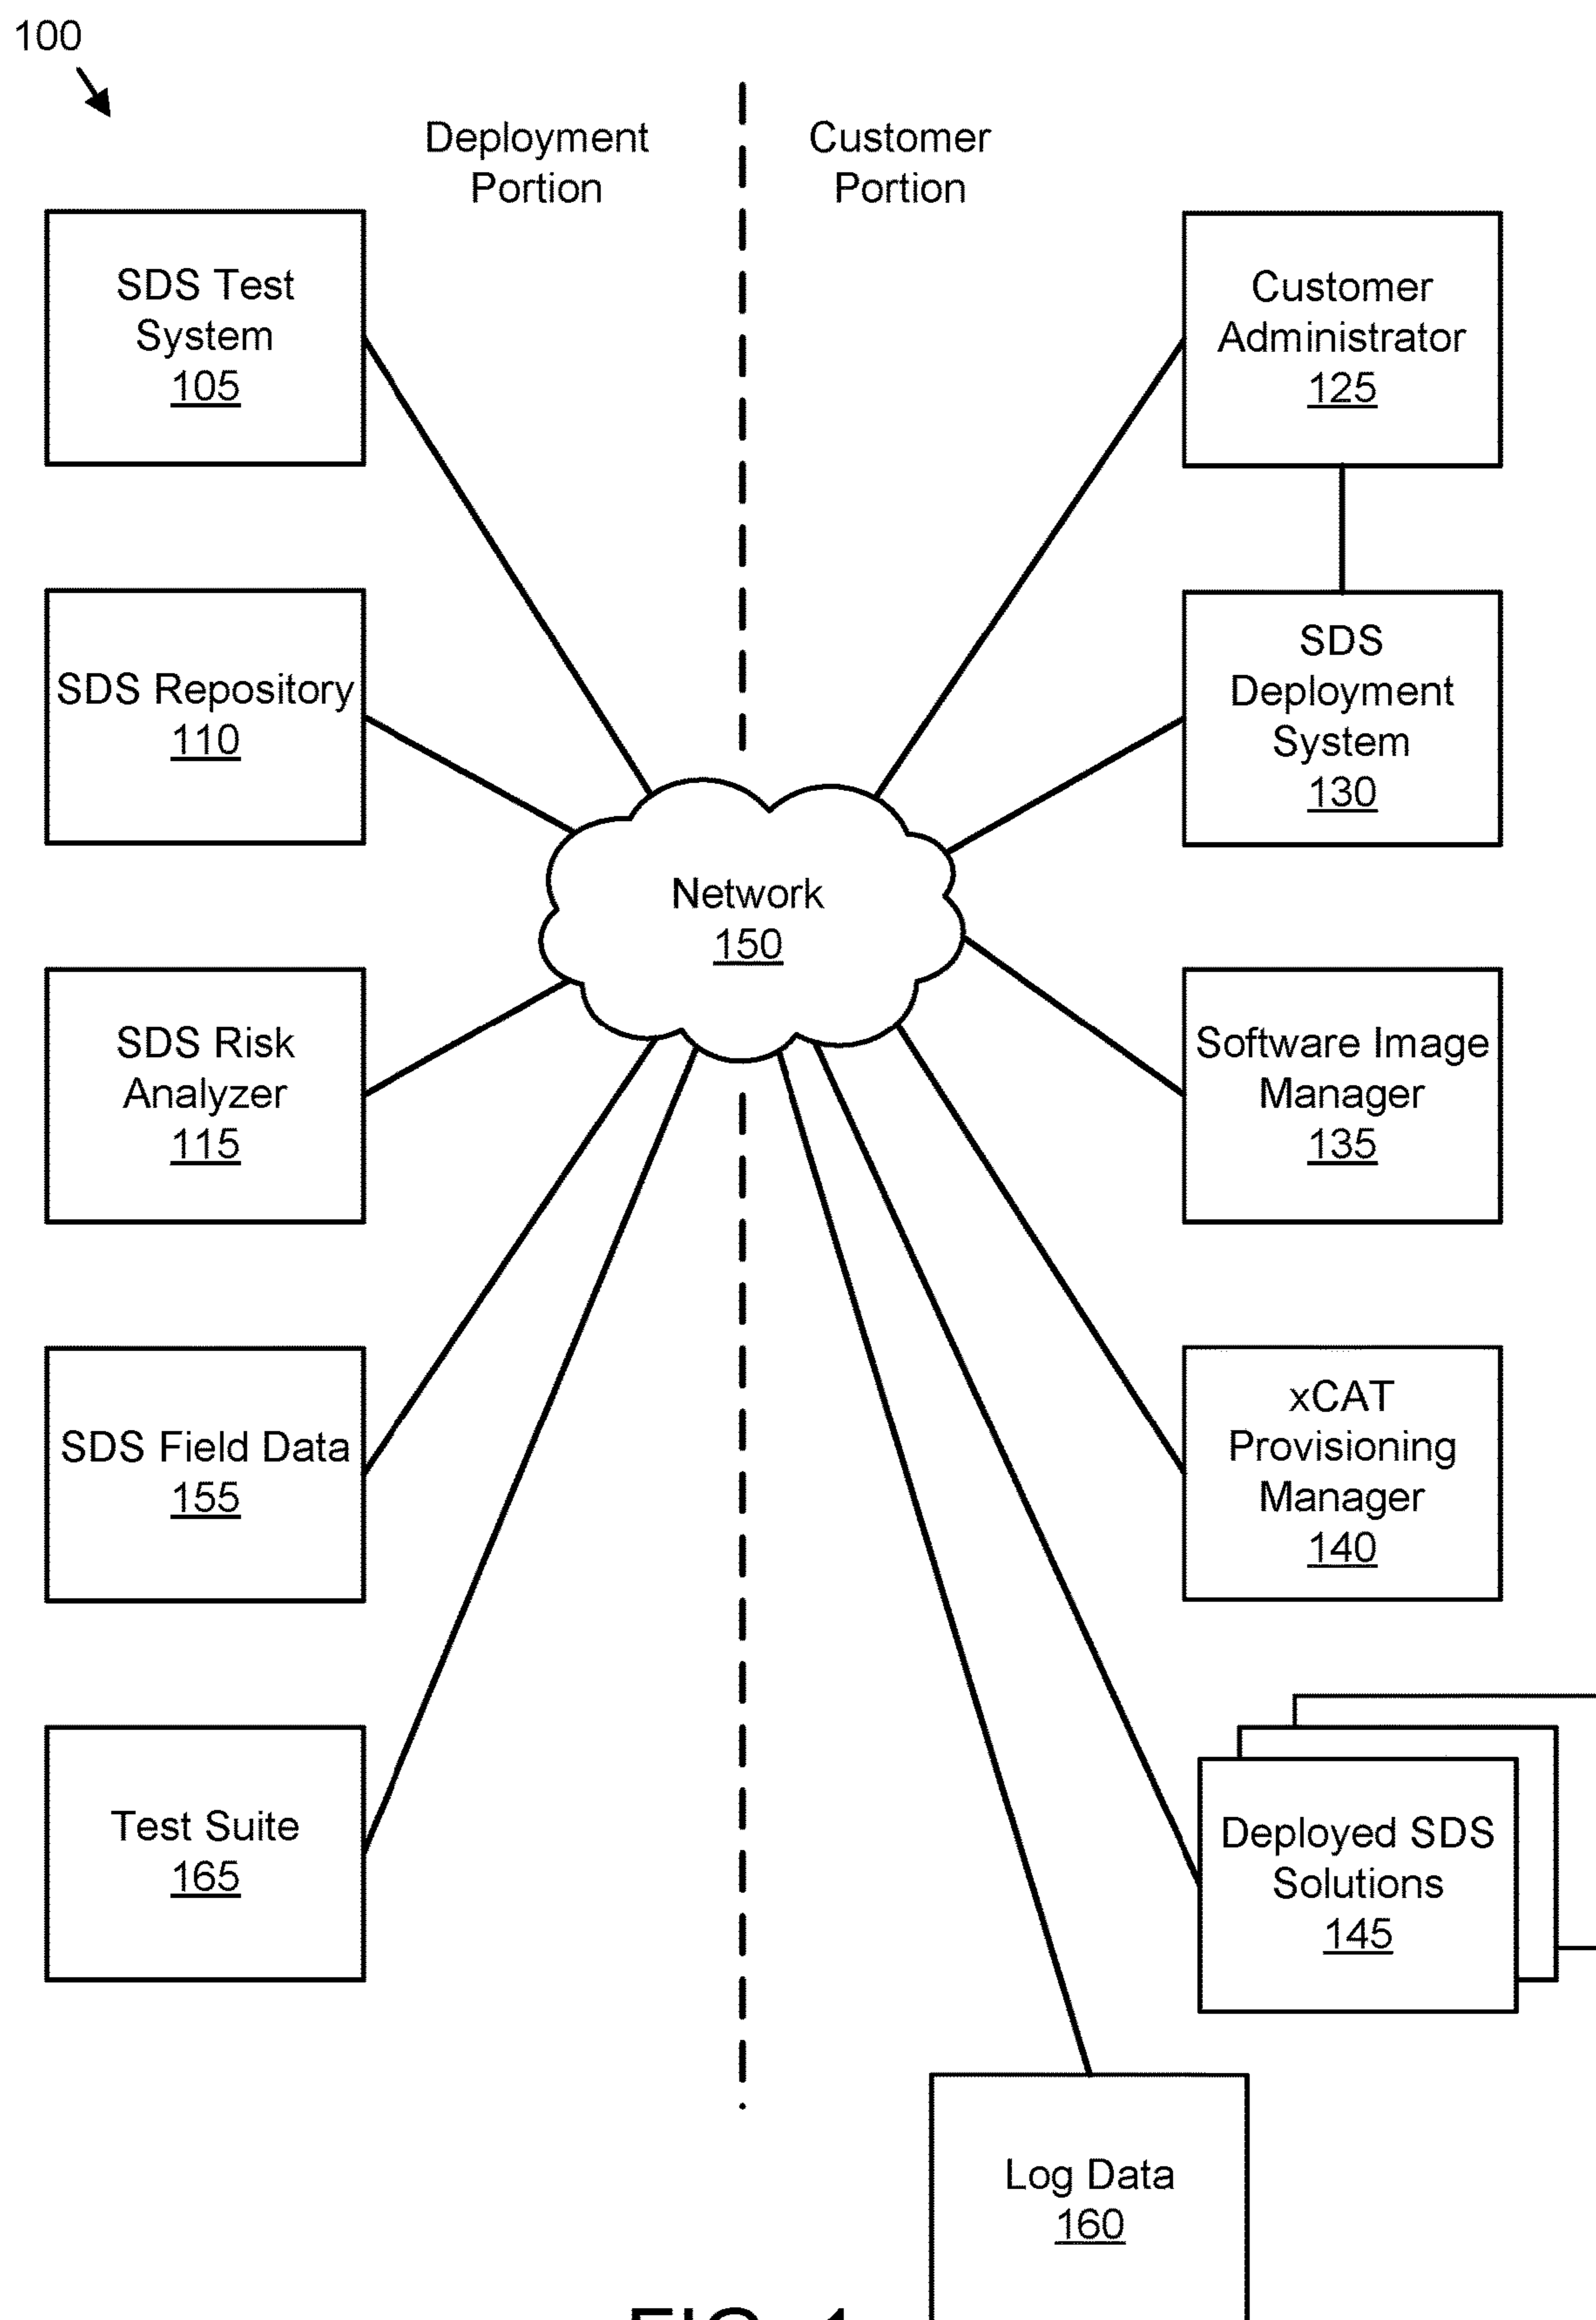 100
Deployment
Portion
Customer
Portion
SDS Test
System
105
Customer
Administrator
125
SDS Repository
110
SDS
Deployment
System
130
Network
150
SDS Risk
Analyzer
115
Software Image
Manager
135
SDS Field Data
155
xCAT
Provisioning
Manager
140
Test Suite
165
Deployed SDS
Solutions
145
Log Data
160
FIG. 1